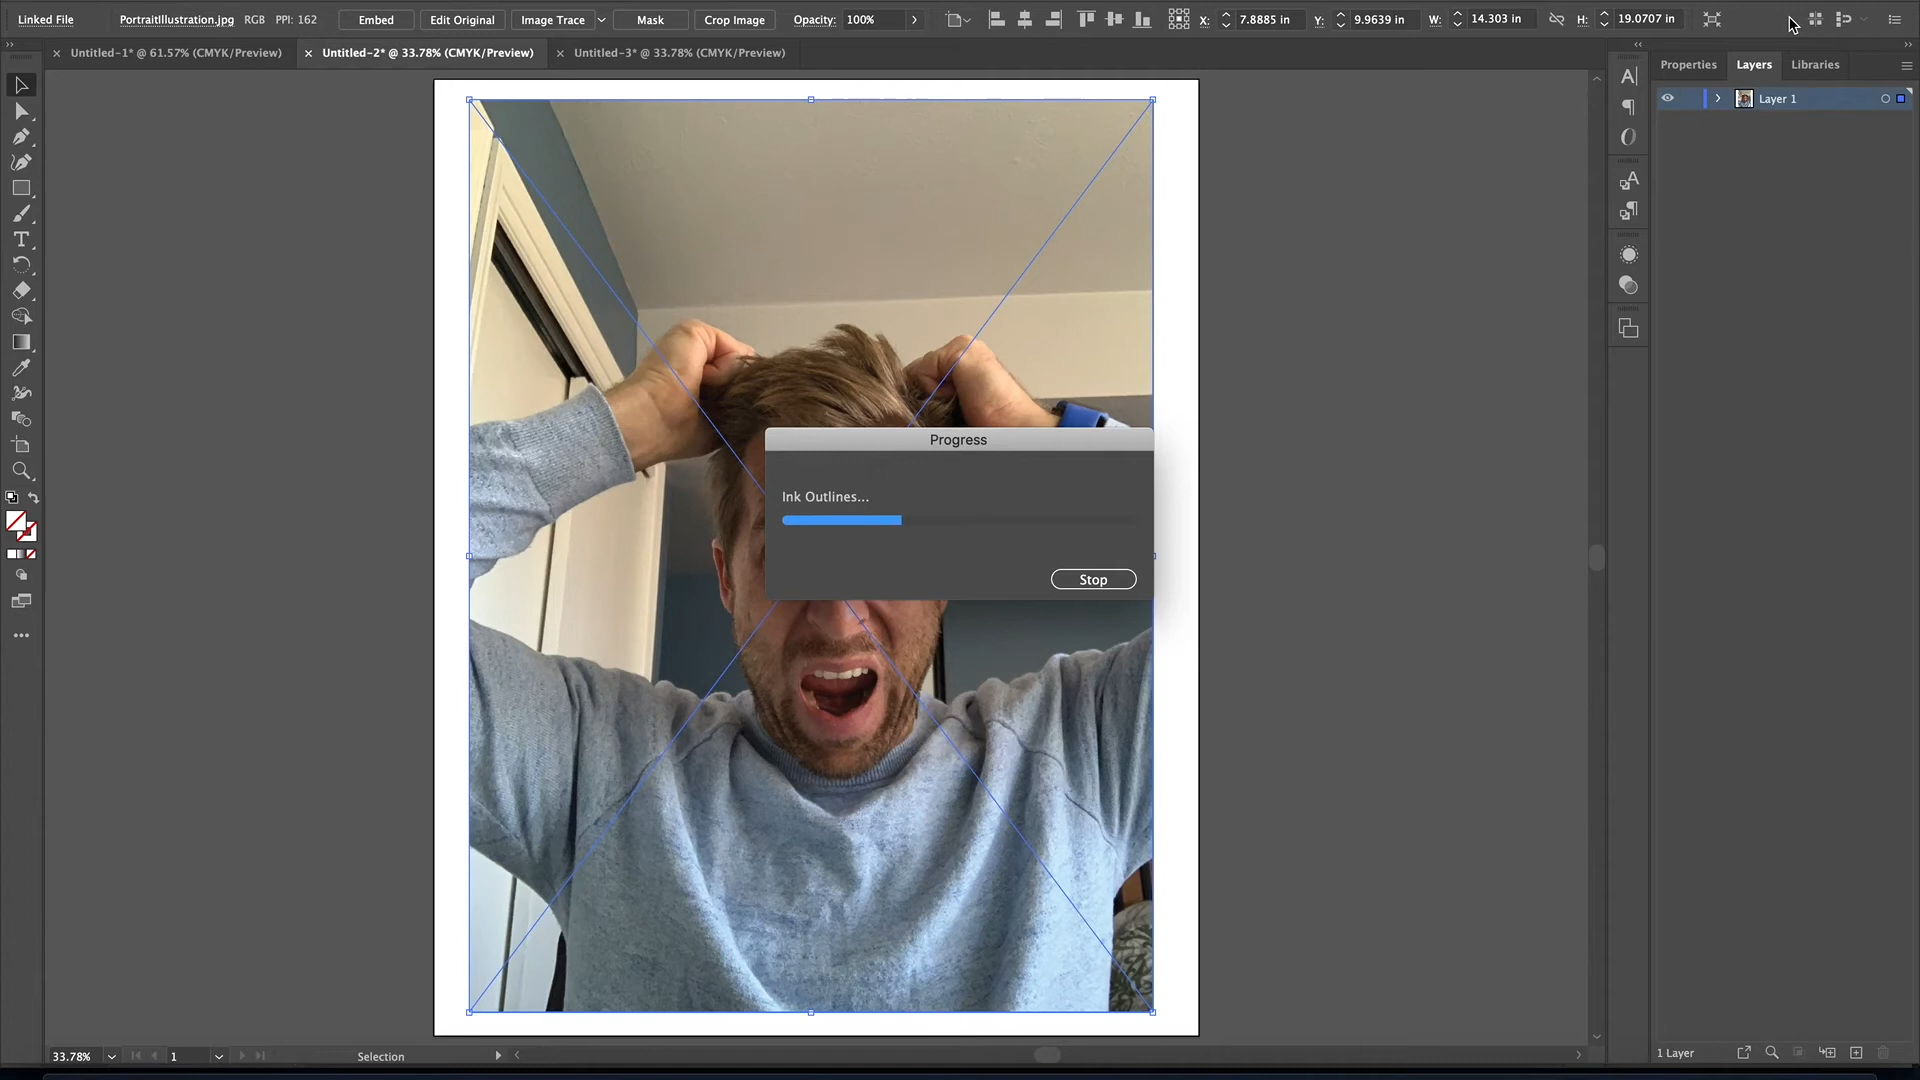 Linked File PortraitIllustration.jpg RGB PPI: 162 Embed Edit Original Image Trace Mask Crop Image Opacity: 100% X: 7.8885 in Y: 9.9639 in W: 14.303 in H: 19.0707 in
Untitled-1* @ 61.57% (CMYK/Preview) Untitled-2* @ 33.78% (CMYK/Preview) Untitled-3* @ 33.78% (CMYK/Preview)
Properties Layers Libraries
Layer 1
Progress
Ink Outlines...
Stop
33.78% 1 Selection
1 Layer